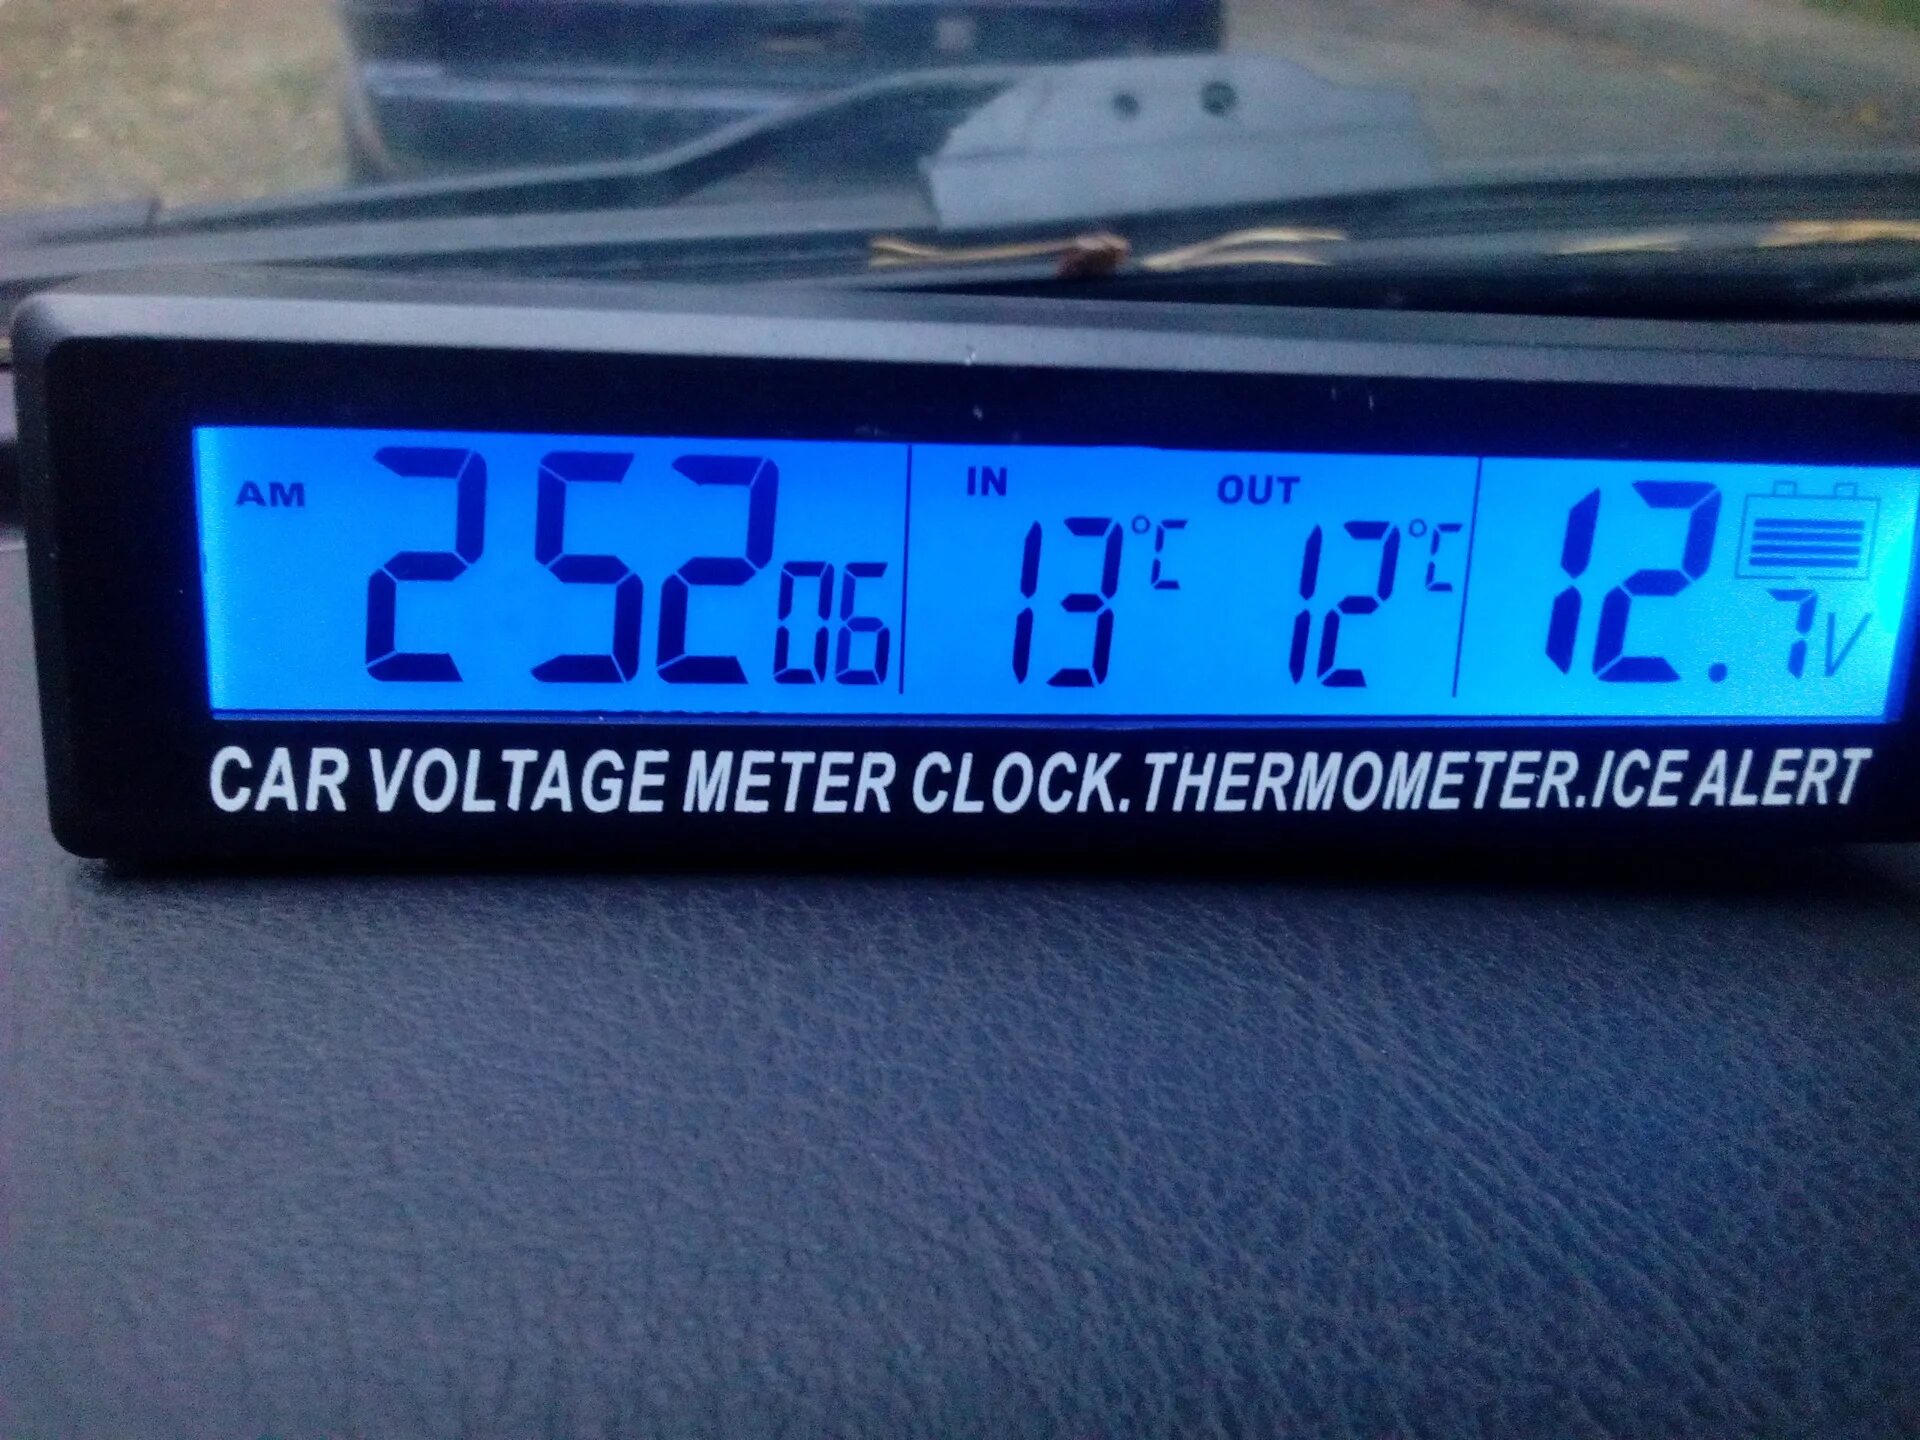 AM 2 52 06 IN 13°C OUT 12°C 12.7V
CAR VOLTAGE METER CLOCK.THERMOMETER.ICE ALERT